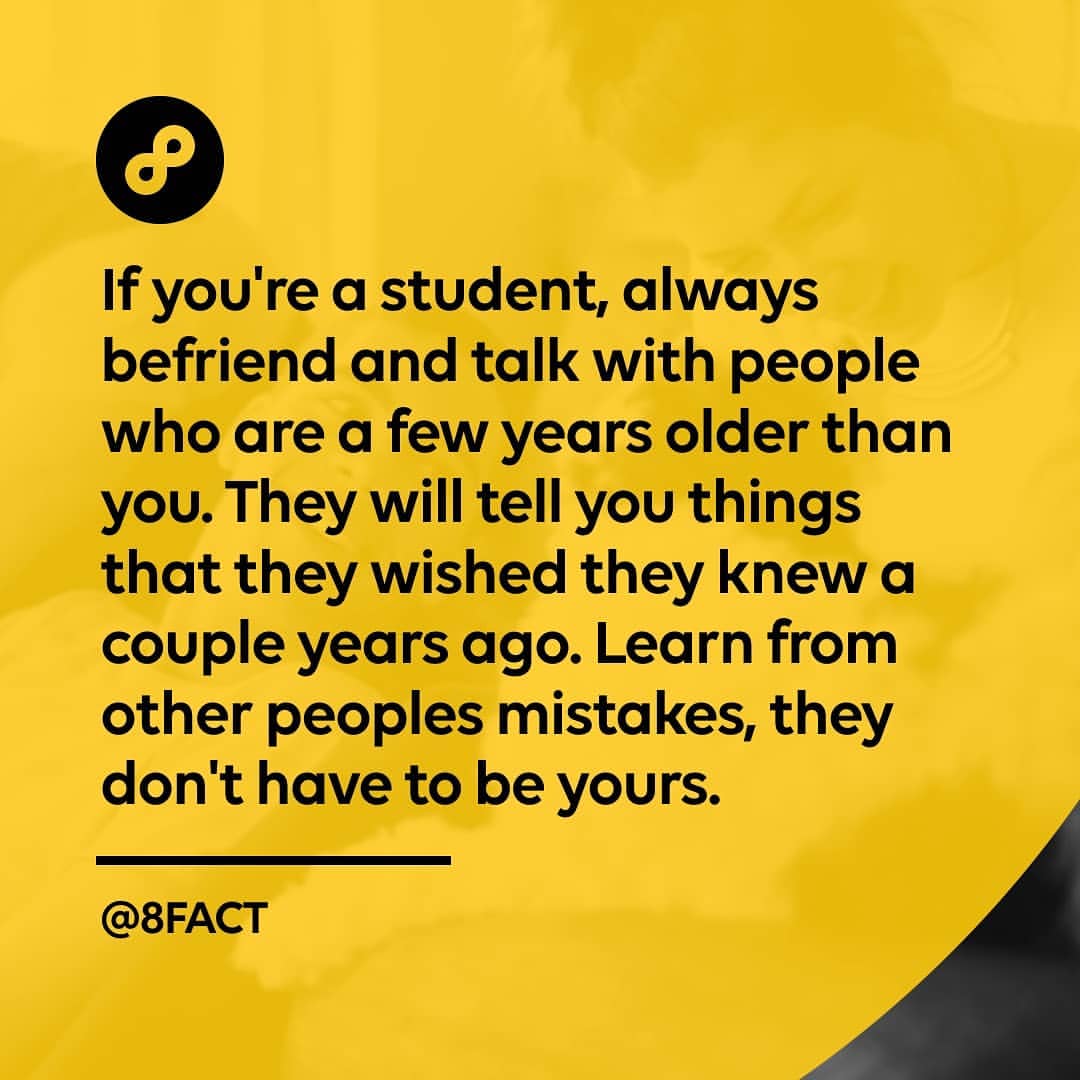 If you're a student, always
befriend and talk with people
who are a few years older than
you. They will tell you things
that they wished they knew a
couple years ago. Learn from
other peoples mistakes, they
don't have to be yours.
@8FACT